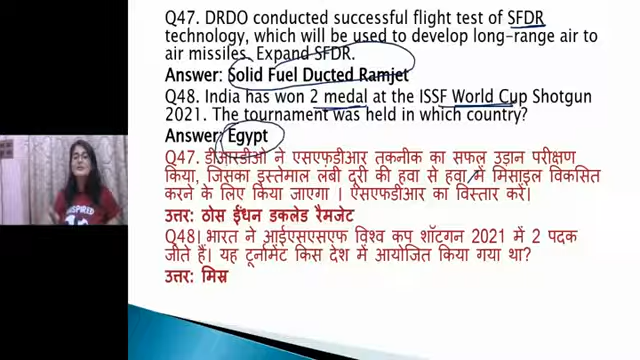 Q47. DRDO conducted successful flight test of SFDR
technology, which will be used to develop long-range air to
air missiles. Expand SFDR.
Answer: Solid Fuel Ducted Ramjet
Q48. India has won 2 medal at the ISSF World Cup Shotgun
2021. The tournament was held in which country?
Answer: Egypt
Q47. डीआरडीओ ने एसएफडीआर तकनीक का सफल उड़ान परीक्षण
किया, जिसका इस्तेमाल लंबी दूरी की हवा से हवा में मिसाइल विकसित
करने के लिए किया जाएगा । एसएफडीआर का विस्तार करें।
उत्तर: ठोस ईंधन डकलेड रैमजेट
Q48। भारत ने आईएसएसएफ विश्व कप शॉटगन 2021 में 2 पदक
जीते हैं। यह टूर्नामेंट किस देश में आयोजित किया गया था?
उत्तर: मिस्र
INSPIRED